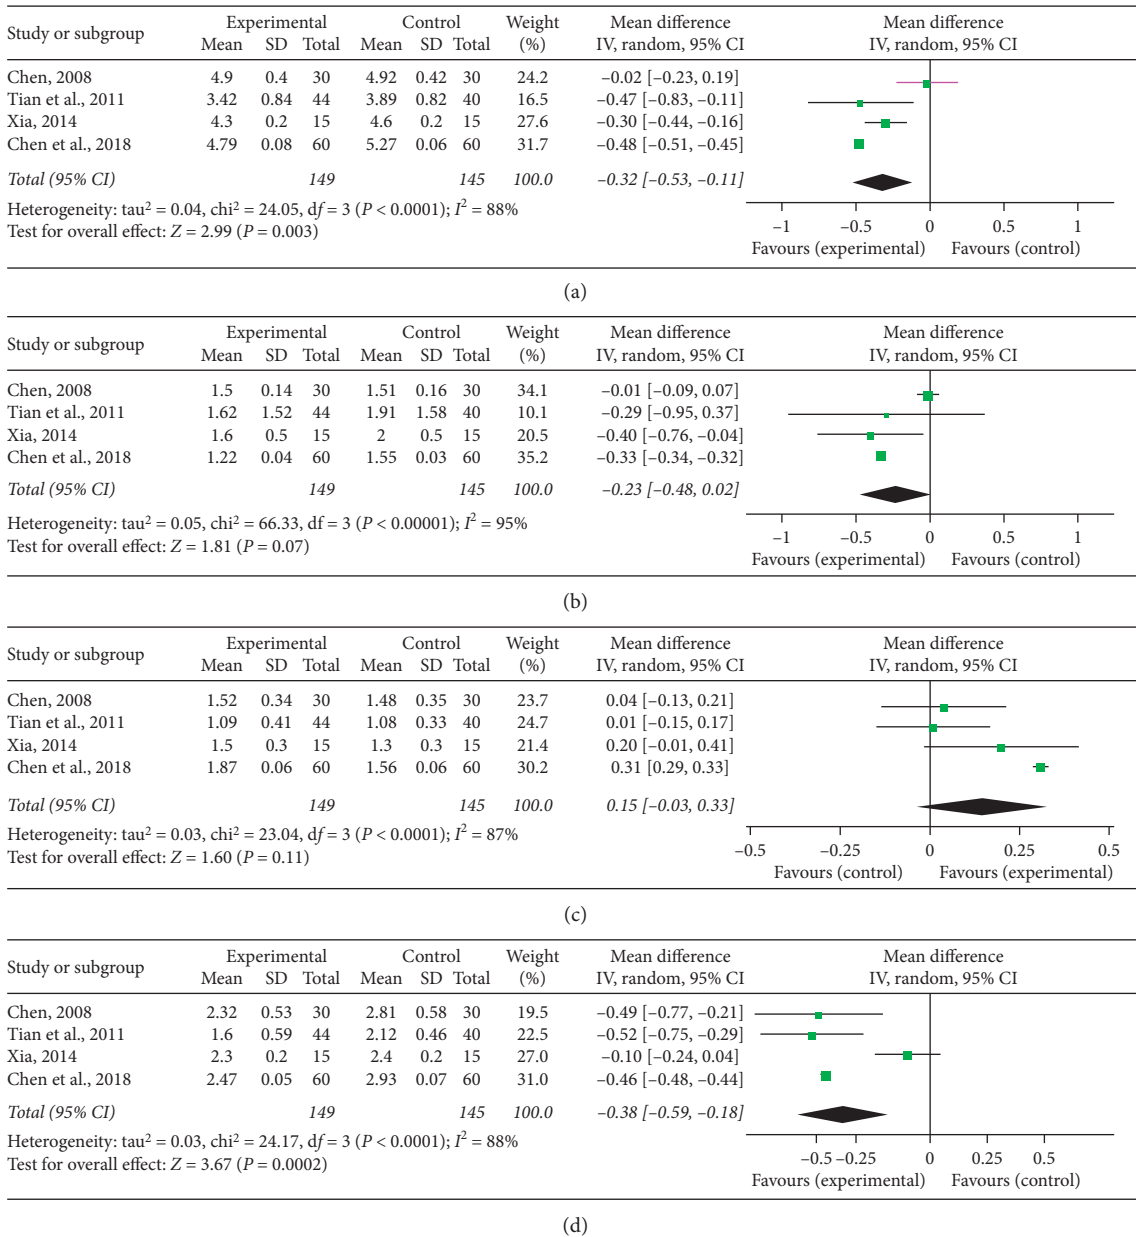 Study or subgroup Experimental Control Weight (%) Mean difference IV, random, 95% CI Mean difference IV, random, 95% CI
Mean SD Total Mean SD Total
Chen, 2008 4.9 0.4 30 4.92 0.42 30 24.2 –0.02 [–0.23, 0.19]
Tian et al., 2011 3.42 0.84 44 3.89 0.82 40 16.5 –0.47 [–0.83, –0.11]
Xia, 2014 4.3 0.2 15 4.6 0.2 15 27.6 –0.30 [–0.44, –0.16]
Chen et al., 2018 4.79 0.08 60 5.27 0.06 60 31.7 –0.48 [–0.51, –0.45]
Total (95% CI) 149 145 100.0 –0.32 [–0.53, –0.11]
Heterogeneity: tau² = 0.04, chi² = 24.05, df = 3 (P < 0.0001); I² = 88%
Test for overall effect: Z = 2.99 (P = 0.003)
–1 –0.5 0 0.5 1
Favours (experimental) Favours (control)
(a)
Study or subgroup Experimental Control Weight (%) Mean difference IV, random, 95% CI Mean difference IV, random, 95% CI
Mean SD Total Mean SD Total
Chen, 2008 1.5 0.14 30 1.51 0.16 30 34.1 –0.01 [–0.09, 0.07]
Tian et al., 2011 1.62 1.52 44 1.91 1.58 40 10.1 –0.29 [–0.95, 0.37]
Xia, 2014 1.6 0.5 15 2 0.5 15 20.5 –0.40 [–0.76, –0.04]
Chen et al., 2018 1.22 0.04 60 1.55 0.03 60 35.2 –0.33 [–0.34, –0.32]
Total (95% CI) 149 145 100.0 –0.23 [–0.48, 0.02]
Heterogeneity: tau² = 0.05, chi² = 66.33, df = 3 (P < 0.00001); I² = 95%
Test for overall effect: Z = 1.81 (P = 0.07)
–1 –0.5 0 0.5 1
Favours (experimental) Favours (control)
(b)
Study or subgroup Experimental Control Weight (%) Mean difference IV, random, 95% CI Mean difference IV, random, 95% CI
Mean SD Total Mean SD Total
Chen, 2008 1.52 0.34 30 1.48 0.35 30 23.7 0.04 [–0.13, 0.21]
Tian et al., 2011 1.09 0.41 44 1.08 0.33 40 24.7 0.01 [–0.15, 0.17]
Xia, 2014 1.5 0.3 15 1.3 0.3 15 21.4 0.20 [–0.01, 0.41]
Chen et al., 2018 1.87 0.06 60 1.56 0.06 60 30.2 0.31 [0.29, 0.33]
Total (95% CI) 149 145 100.0 0.15 [–0.03, 0.33]
Heterogeneity: tau² = 0.03, chi² = 23.04, df = 3 (P < 0.0001); I² = 87%
Test for overall effect: Z = 1.60 (P = 0.11)
–0.5 –0.25 0 0.25 0.5
Favours (control) Favours (experimental)
(c)
Study or subgroup Experimental Control Weight (%) Mean difference IV, random, 95% CI Mean difference IV, random, 95% CI
Mean SD Total Mean SD Total
Chen, 2008 2.32 0.53 30 2.81 0.58 30 19.5 –0.49 [–0.77, –0.21]
Tian et al., 2011 1.6 0.59 44 2.12 0.46 40 22.5 –0.52 [–0.75, –0.29]
Xia, 2014 2.3 0.2 15 2.4 0.2 15 27.0 –0.10 [–0.24, 0.04]
Chen et al., 2018 2.47 0.05 60 2.93 0.07 60 31.0 –0.46 [–0.48, –0.44]
Total (95% CI) 149 145 100.0 –0.38 [–0.59, –0.18]
Heterogeneity: tau² = 0.03, chi² = 24.17, df = 3 (P < 0.0001); I² = 88%
Test for overall effect: Z = 3.67 (P = 0.0002)
–0.5 –0.25 0 0.25 0.5
Favours (experimental) Favours (control)
(d)